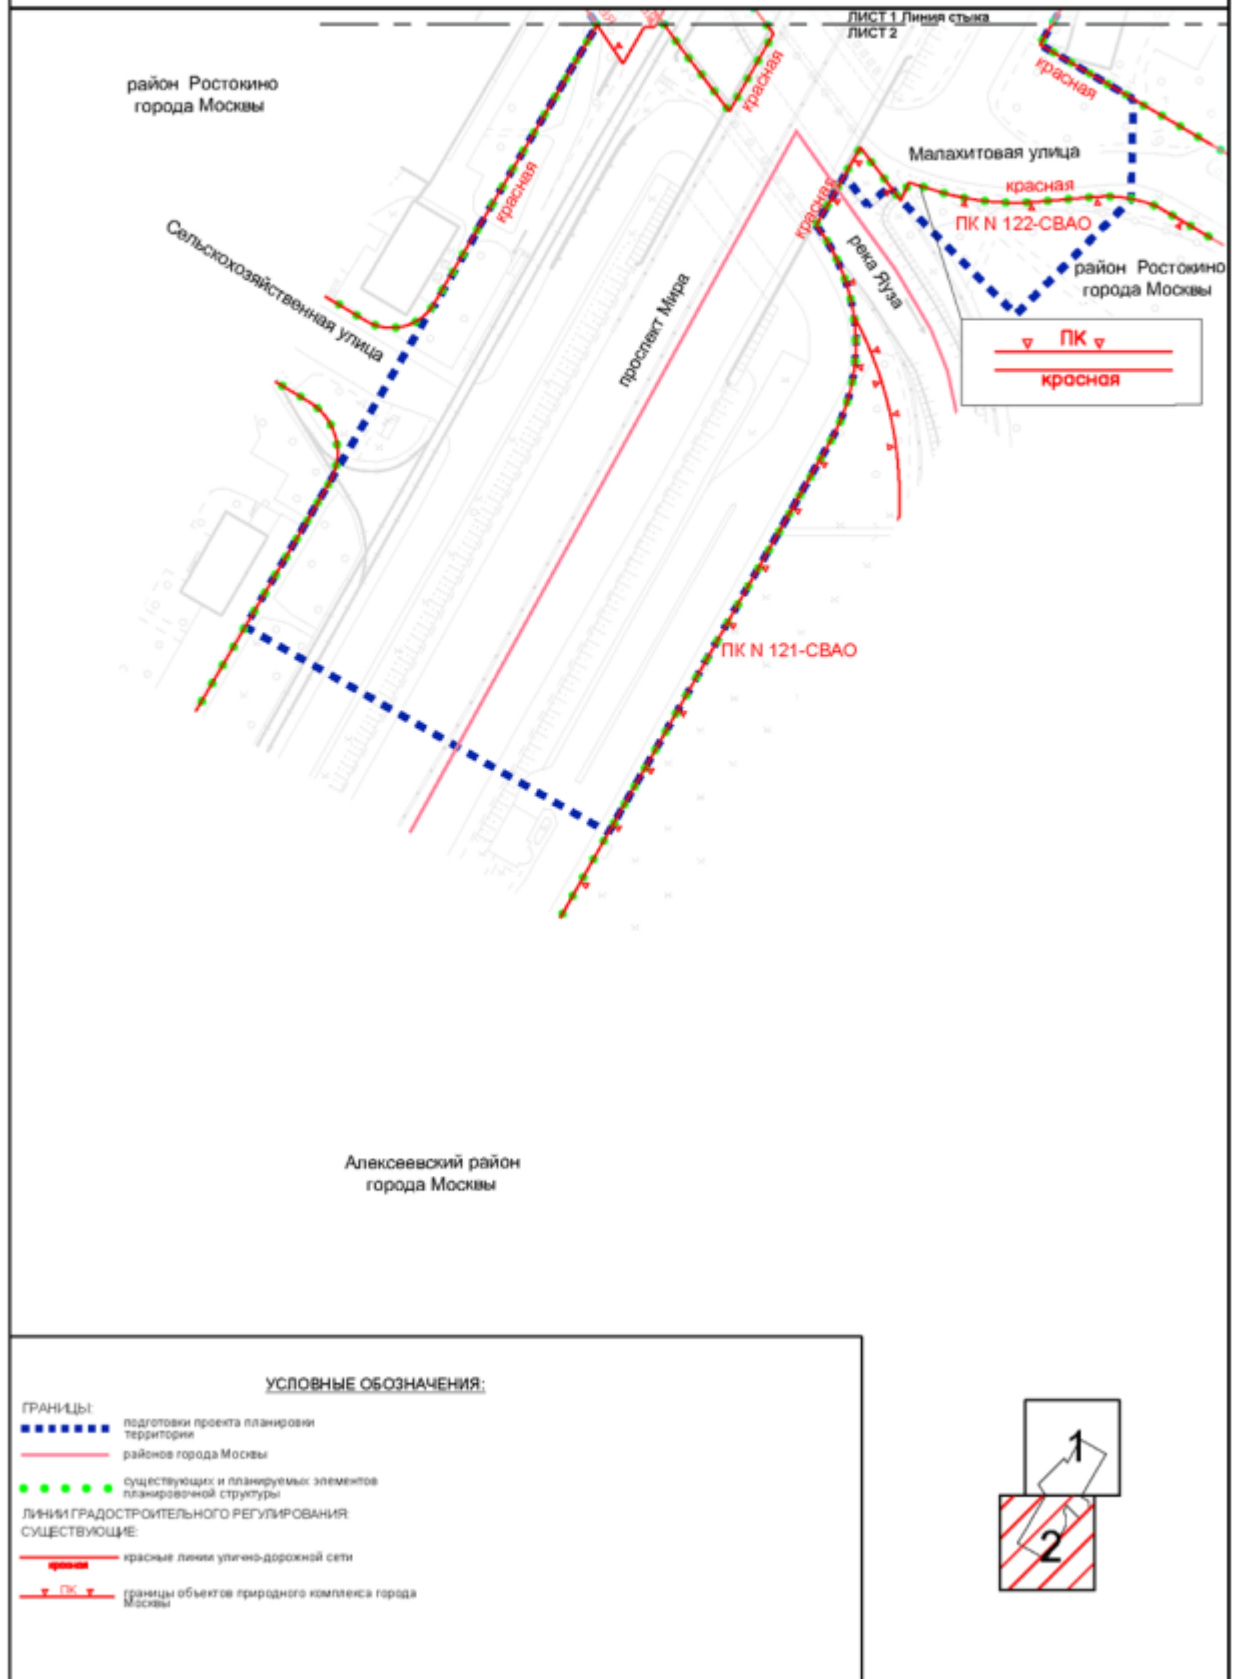 ЛИСТ 1 Линия стыка
ЛИСТ 2
район Ростокино
города Москвы
красная
красная
Малахитовая улица
красная
красная
красная
ПК N 122-СВАО
Сельскохозяйственная улица
проспект Мира
река Яуза
район Ростокино
города Москвы
ПК
красная
ПК N 121-СВАО
Алексеевский район
города Москвы
УСЛОВНЫЕ ОБОЗНАЧЕНИЯ:
ГРАНИЦЫ:
подготовки проекта планировки
территории
районов города Москвы
существующих и планируемых элементов
планировочной структуры
ЛИНИИ ГРАДОСТРОИТЕЛЬНОГО РЕГУЛИРОВАНИЯ:
СУЩЕСТВУЮЩИЕ:
красные линии улично-дорожной сети
красная
ПК
границы объектов природного комплекса города
Москвы
1
2